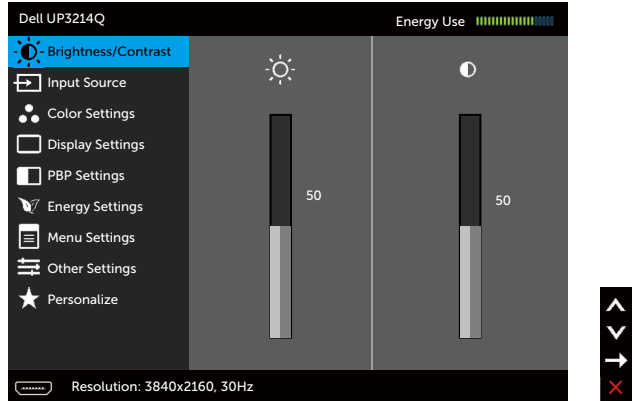 Dell UP3214Q
Energy Use
Brightness/Contrast
Input Source
Color Settings
Display Settings
PBP Settings
Energy Settings
Menu Settings
Other Settings
Personalize
50
50
Resolution: 3840x2160, 30Hz